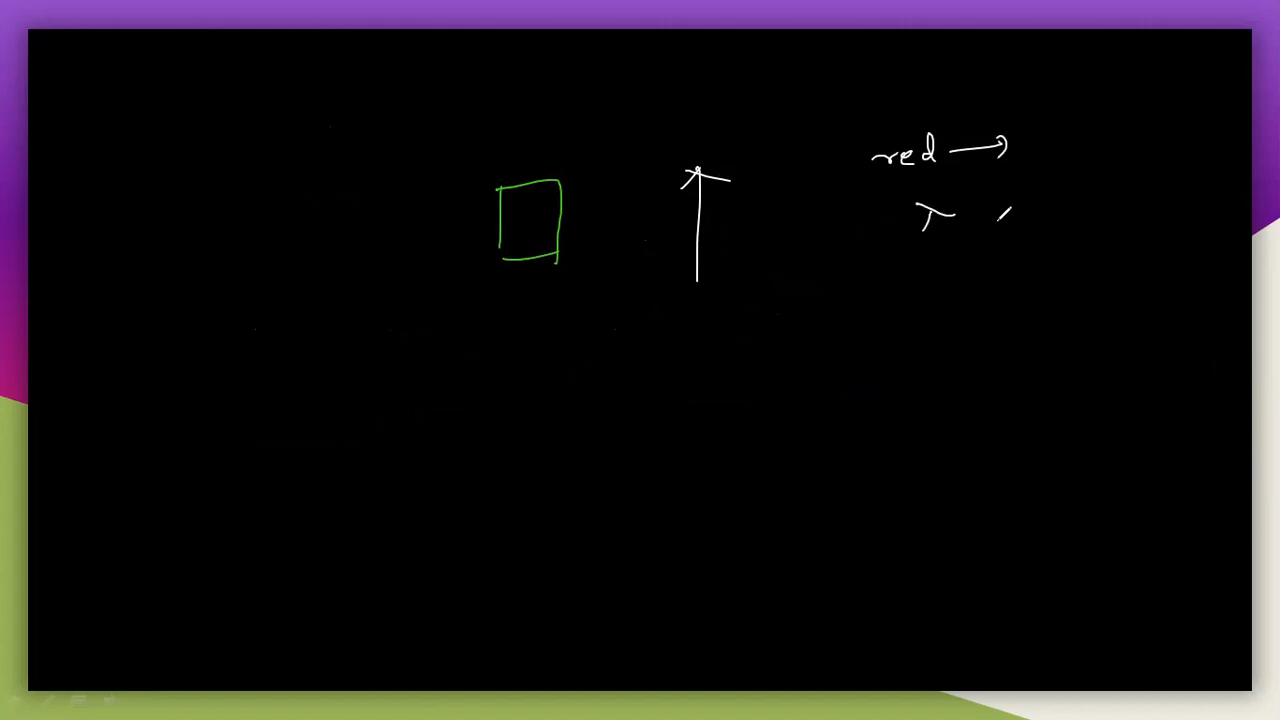 red →